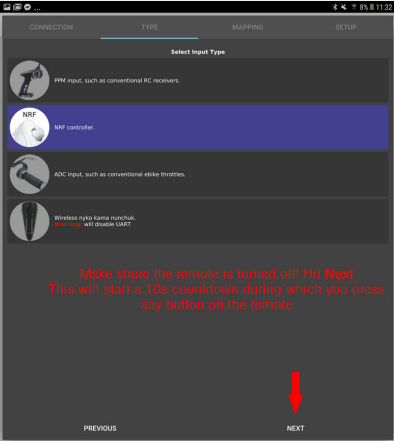 ... 8% 11:32
CONNECTION TYPE MAPPING SETUP
Select Input Type
PPM input, such as conventional RC receivers.
NRF
NRF controller.
ADC input, such as conventional ebike throttles.
Wireless nyko kama nunchuk.
Warning: will disable UART
Make shure the remote is turned off! Hit Next
This will start a 10s countdown during which you press
any button on the remote
PREVIOUS NEXT